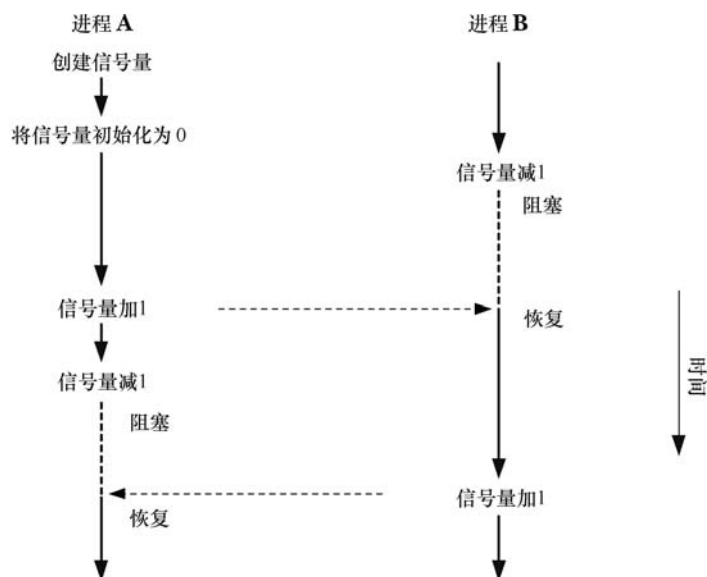 进程 A
进程 B
创建信号量
将信号量初始化为 0
信号量减1
阻塞
信号量加1
恢复
信号量减1
阻塞
时间
信号量加1
恢复